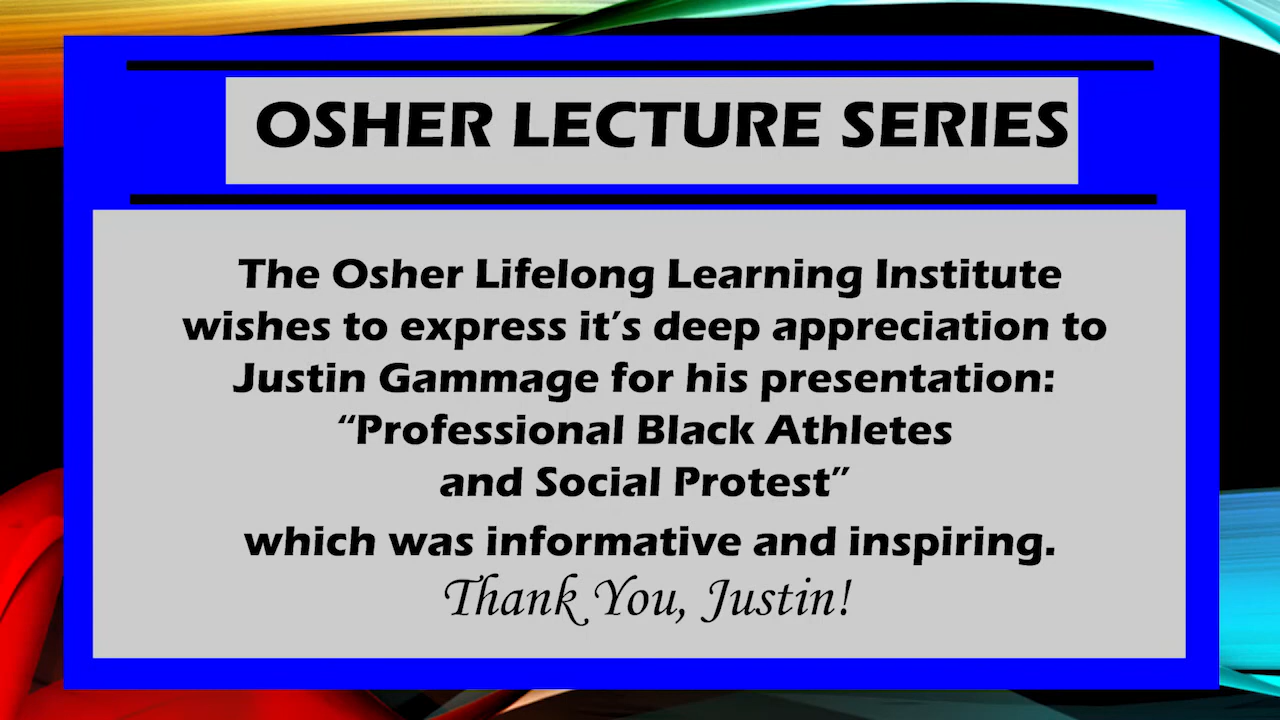 OSHER LECTURE SERIES
The Osher Lifelong Learning Institute
wishes to express it’s deep appreciation to
Justin Gammage for his presentation:
“Professional Black Athletes
and Social Protest”
which was informative and inspiring.
Thank You, Justin!